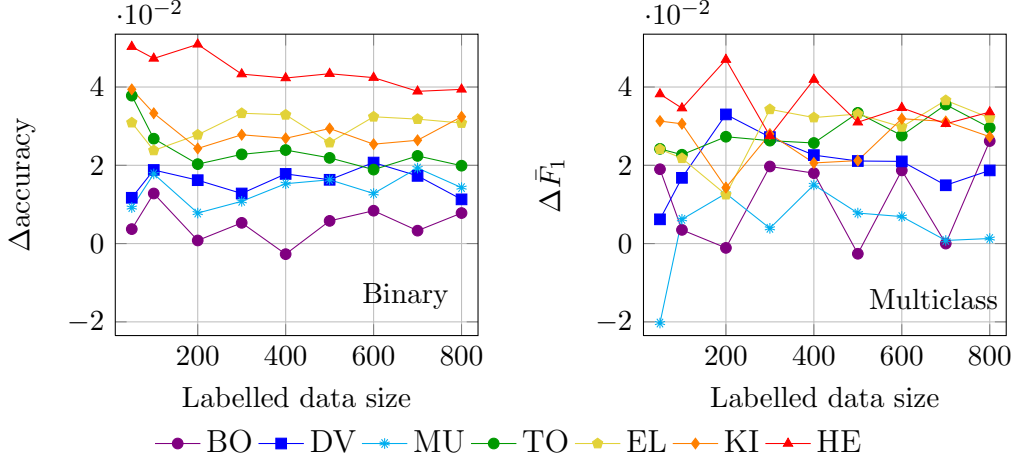 ·10⁻² ·10⁻²
4 4
2 2
0 0
−2 −2
Δaccuracy ΔF̄₁
Binary Multiclass
200 400 600 800 200 400 600 800
Labelled data size Labelled data size
BO DV MU TO EL KI HE